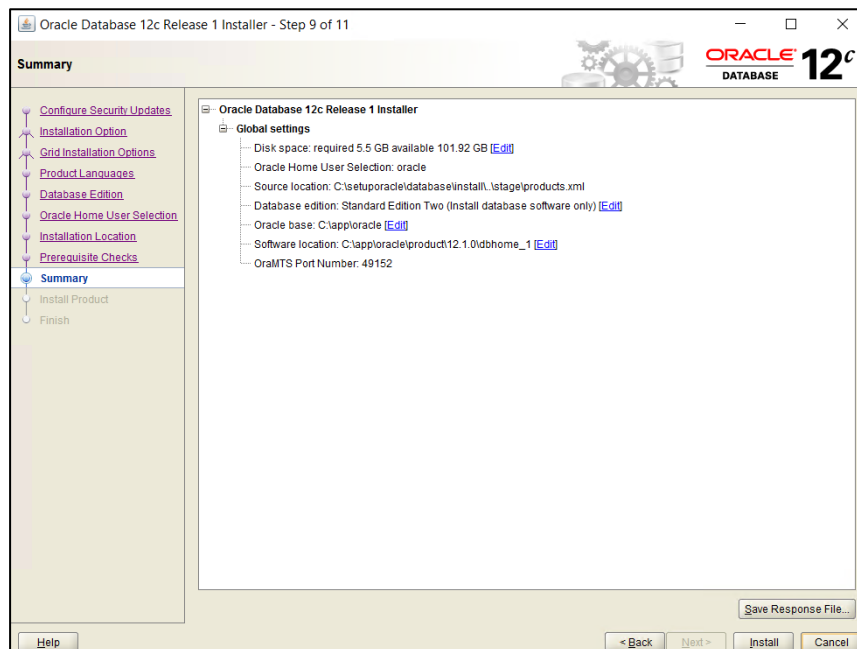 Oracle Database 12c Release 1 Installer - Step 9 of 11
Summary
ORACLE
DATABASE
12c
Configure Security Updates
Installation Option
Grid Installation Options
Product Languages
Database Edition
Oracle Home User Selection
Installation Location
Prerequisite Checks
Summary
Install Product
Finish
Oracle Database 12c Release 1 Installer
Global settings
Disk space: required 5.5 GB available 101.92 GB [Edit]
Oracle Home User Selection: oracle
Source location: C:\setuporacle\database\install\..\stage\products.xml
Database edition: Standard Edition Two (Install database software only) [Edit]
Oracle base: C:\app\oracle [Edit]
Software location: C:\app\oracle\product\12.1.0\dbhome_1 [Edit]
OraMTS Port Number: 49152
Save Response File...
Help
< Back
Next >
Install
Cancel